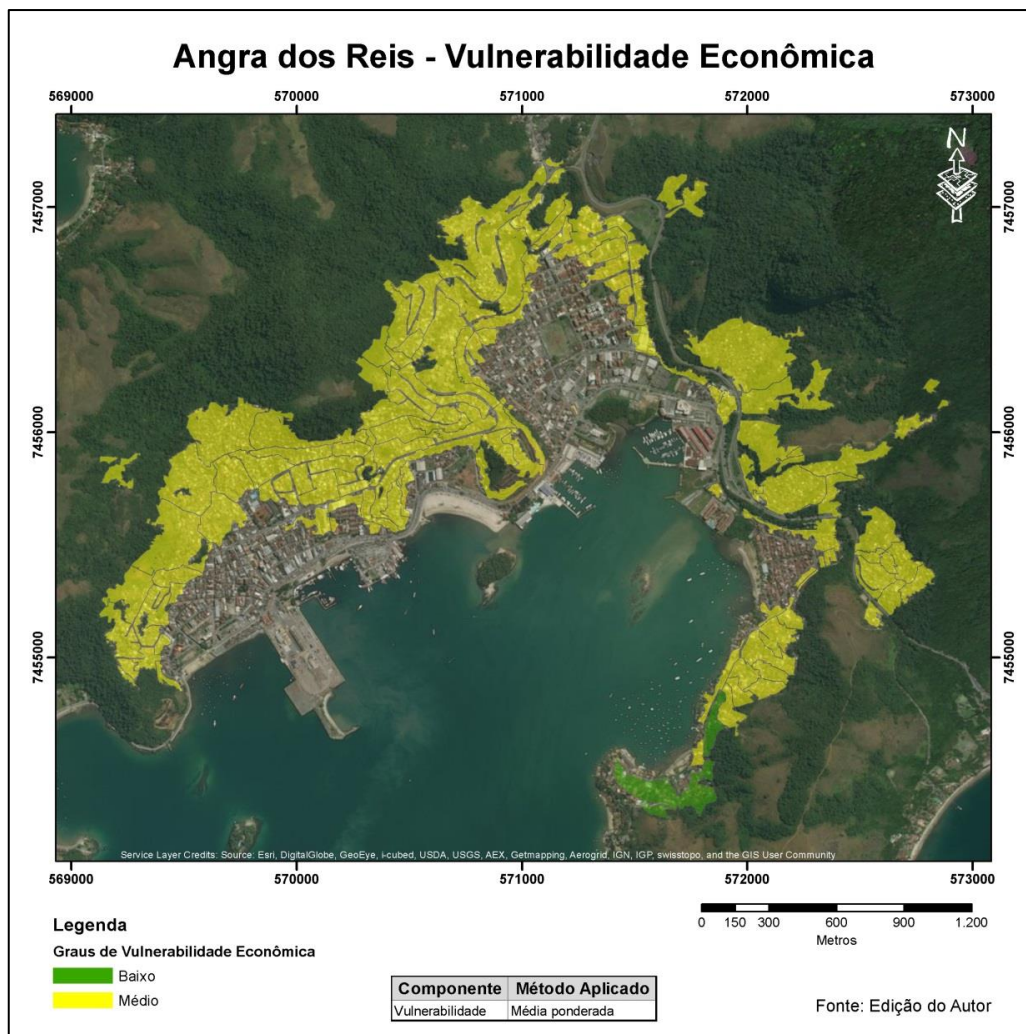 Angra dos Reis - Vulnerabilidade Econômica
569000 570000 571000 572000 573000
N
7457000 7457000
7456000 7456000
7455000 7455000
Service Layer Credits: Source: Esri, DigitalGlobe, GeoEye, i-cubed, USDA, USGS, AEX, Getmapping, Aerogrid, IGN, IGP, swisstopo, and the GIS User Community
569000 570000 571000 572000 573000
Legenda
Graus de Vulnerabilidade Econômica
Baixo
Médio
0 150 300 600 900 1.200
Metros
Componente Método Aplicado
Vulnerabilidade Média ponderada
Fonte: Edição do Autor